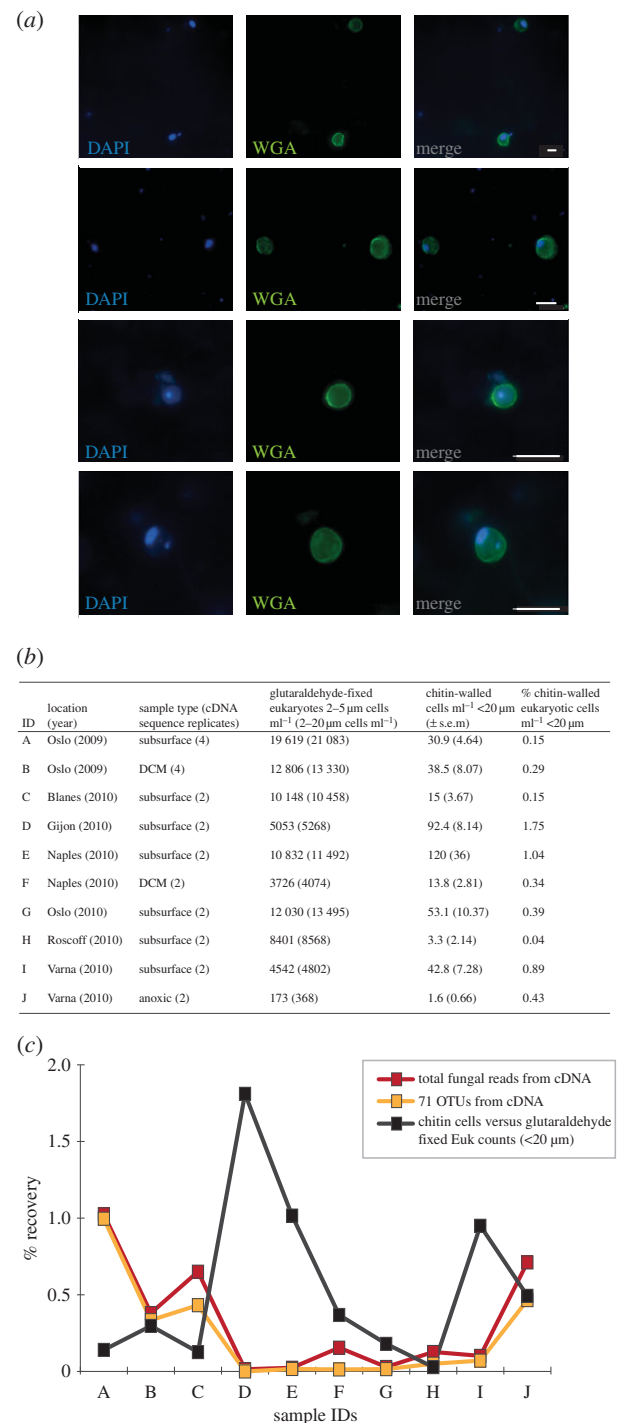 (a)
DAPI WGA merge
DAPI WGA merge
DAPI WGA merge
DAPI WGA merge
(b)
ID location (year) sample type (cDNA sequence replicates) glutaraldehyde-fixed eukaryotes 2–5 μm cells ml⁻¹ (2–20 μm cells ml⁻¹) chitin-walled cells ml⁻¹ <20 μm (± s.e.m) % chitin-walled eukaryotic cells ml⁻¹ <20 μm
A Oslo (2009) subsurface (4) 19 619 (21 083) 30.9 (4.64) 0.15
B Oslo (2009) DCM (4) 12 806 (13 330) 38.5 (8.07) 0.29
C Blanes (2010) subsurface (2) 10 148 (10 458) 15 (3.67) 0.15
D Gijon (2010) subsurface (2) 5053 (5268) 92.4 (8.14) 1.75
E Naples (2010) subsurface (2) 10 832 (11 492) 120 (36) 1.04
F Naples (2010) DCM (2) 3726 (4074) 13.8 (2.81) 0.34
G Oslo (2010) subsurface (2) 12 030 (13 495) 53.1 (10.37) 0.39
H Roscoff (2010) subsurface (2) 8401 (8568) 3.3 (2.14) 0.04
I Varna (2010) subsurface (2) 4542 (4802) 42.8 (7.28) 0.89
J Varna (2010) anoxic (2) 173 (368) 1.6 (0.66) 0.43
(c)
2.0
1.5
1.0
0.5
0
% recovery
total fungal reads from cDNA
71 OTUs from cDNA
chitin cells versus glutaraldehyde
fixed Euk counts (<20 μm)
A B C D E F G H I J
sample IDs